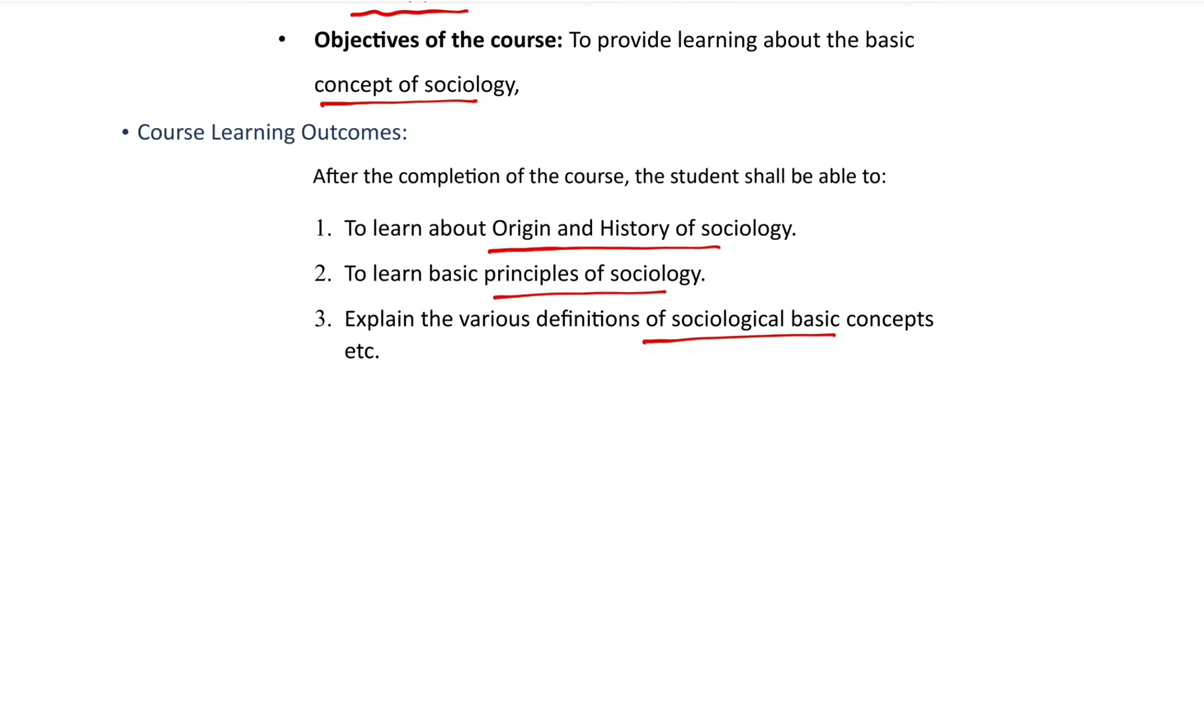 • Objectives of the course: To provide learning about the basic
concept of sociology,
• Course Learning Outcomes:
After the completion of the course, the student shall be able to:
1. To learn about Origin and History of sociology.
2. To learn basic principles of sociology.
3. Explain the various definitions of sociological basic concepts
etc.